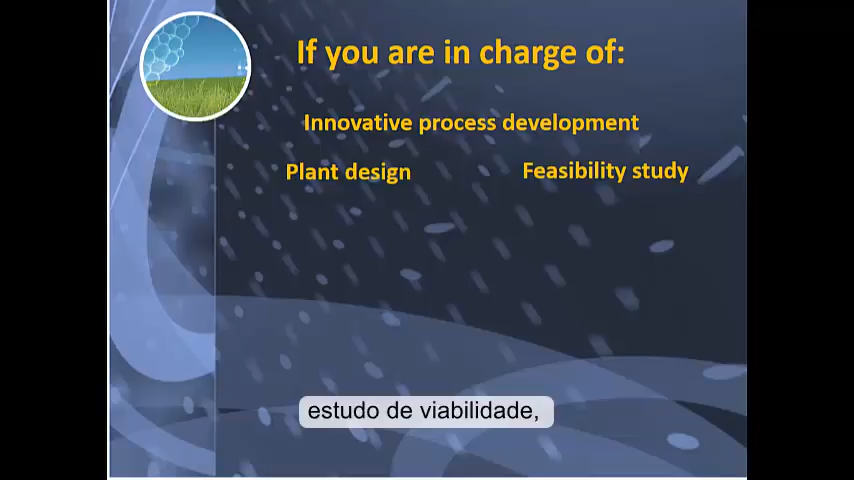 If you are in charge of:
Innovative process development
Plant design
Feasibility study
estudo de viabilidade,